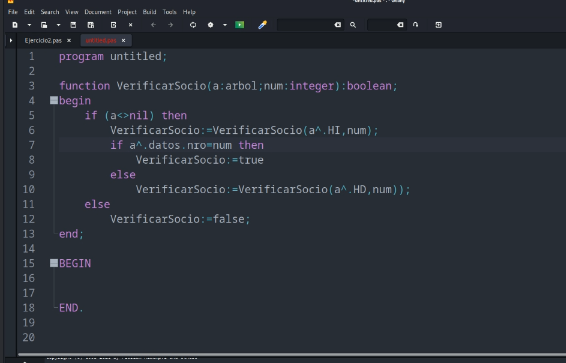 File Edit Search View Document Project Build Tools Help
Ejercicio2.pas ×
untitled.pas ×
1 program untitled;
2
3 function VerificarSocio(a:arbol;num:integer):boolean;
4 begin
5 if (a<>nil) then
6 VerificarSocio:=VerificarSocio(a^.HI,num);
7 if a^.datos.nro=num then
8 VerificarSocio:=true
9 else
10 VerificarSocio:=VerificarSocio(a^.HD,num));
11 else
12 VerificarSocio:=false;
13 end;
14
15 BEGIN
16
17
18 END.
19
20